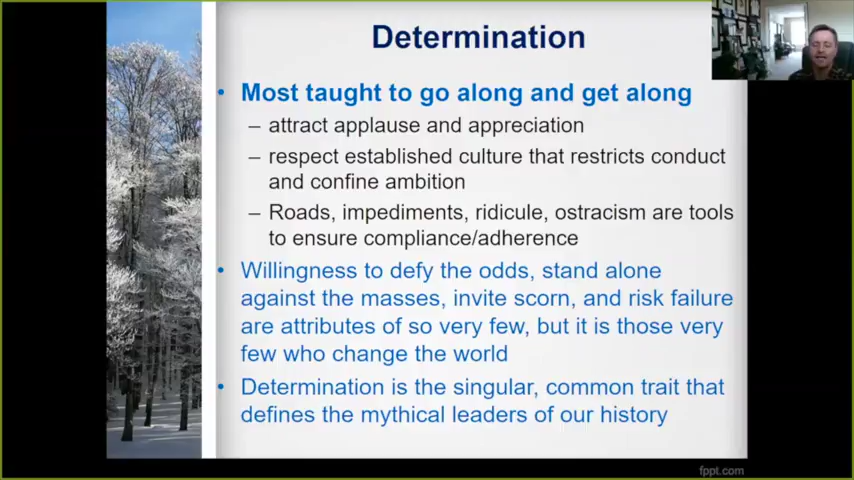 Determination
• Most taught to go along and get along
– attract applause and appreciation
– respect established culture that restricts conduct
and confine ambition
– Roads, impediments, ridicule, ostracism are tools
to ensure compliance/adherence
• Willingness to defy the odds, stand alone
against the masses, invite scorn, and risk failure
are attributes of so very few, but it is those very
few who change the world
• Determination is the singular, common trait that
defines the mythical leaders of our history
fppt.com